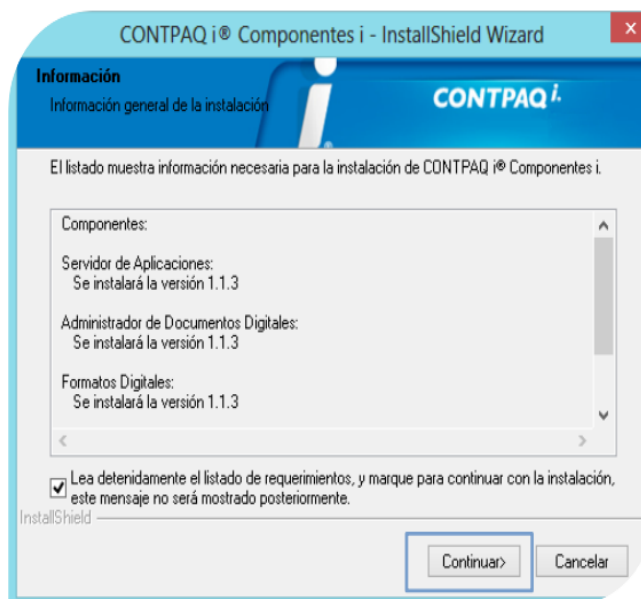 CONTPAQ i® Componentes i - InstallShield Wizard
x
Información
Información general de la instalación
CONTPAQ i.
El listado muestra información necesaria para la instalación de CONTPAQ i® Componentes i.
Componentes:
Servidor de Aplicaciones:
Se instalará la versión 1.1.3
Administrador de Documentos Digitales:
Se instalará la versión 1.1.3
Formatos Digitales:
Se instalará la versión 1.1.3
Lea detenidamente el listado de requerimientos, y marque para continuar con la instalación,
este mensaje no será mostrado posteriormente.
InstallShield
Continuar>
Cancelar